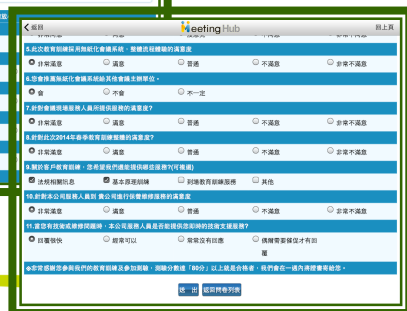 返回
MeetingHub
回上頁
5.此次教育訓練採用無紙化會議系統，整體流程體驗的滿意度
非常滿意 滿意 普通 不滿意 非常不滿意
6.您會推薦無紙化會議系統給其他會議主辦單位。
會 不會 不一定
7.針對會議現場服務人員所提供服務的滿意度?
非常滿意 滿意 普通 不滿意 非常不滿意
8.針對此次2014年春季教育訓練整體的滿意度?
非常滿意 滿意 普通 不滿意 非常不滿意
9.關於客戶教育訓練，您希望我們還能提供哪些服務?(可複選)
法規相關訊息 基本原理訓練 到場教育訓練服務 其他
10.針對本公司服務人員到 貴公司進行保養維修服務的滿意度
非常滿意 滿意 普通 不滿意 非常不滿意
11.當您有技術或維修問題時，本公司服務人員是否能提供您即時的技術支援服務?
回覆很快 經常可以 常常沒有回應 偶爾需要催促才有回
覆
※非常感謝您參與我們的教育訓練及參加測驗，測驗分數達「80分」以上就是合格者，我們會在一週內將證書寄給您。
送 出 返回問卷列表